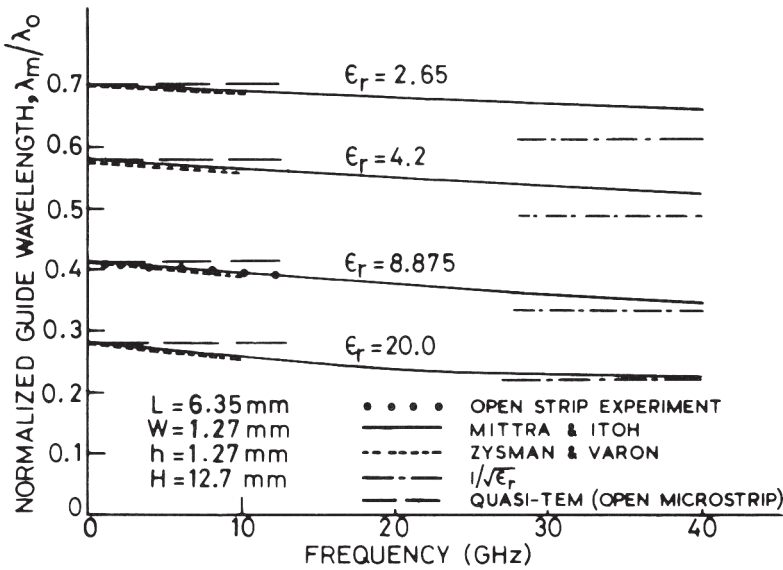 NORMALIZED GUIDE WAVELENGTH, λm/λo
0.7
0.6
0.5
0.4
0.3
0.2
0.1
0
ϵr = 2.65
ϵr = 4.2
ϵr = 8.875
ϵr = 20.0
L = 6.35 mm
W = 1.27 mm
h = 1.27 mm
H = 12.7 mm
OPEN STRIP EXPERIMENT
MITTRA & ITOH
ZYSMAN & VARON
1/√ϵr
QUASI-TEM (OPEN MICROSTRIP)
0 10 20 30 40
FREQUENCY (GHz)